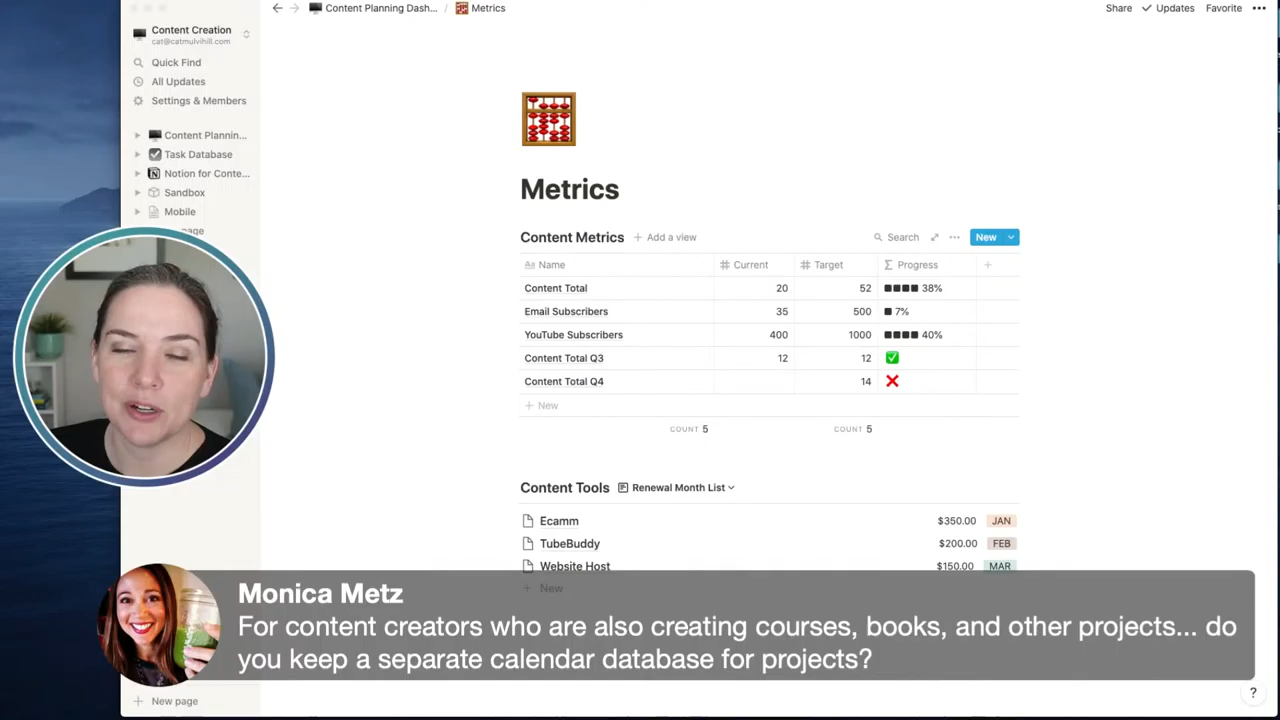 Content Planning Dash... / Metrics
Share Updates Favorite
Content Creation
cat@catmulvihill.com
Quick Find
All Updates
Settings & Members
Content Plannin...
Task Database
Notion for Conte...
Sandbox
Mobile
page
New page
Metrics
Content Metrics + Add a view Search New
Aa Name # Current # Target Σ Progress +
Content Total 20 52 38%
Email Subscribers 35 500 7%
YouTube Subscribers 400 1000 40%
Content Total Q3 12 12
Content Total Q4 14
+ New
COUNT 5 COUNT 5
Content Tools Renewal Month List
Ecamm $350.00 JAN
TubeBuddy $200.00 FEB
Website Host $150.00 MAR
+ New
Monica Metz
For content creators who are also creating courses, books, and other projects... do
you keep a separate calendar database for projects?
?